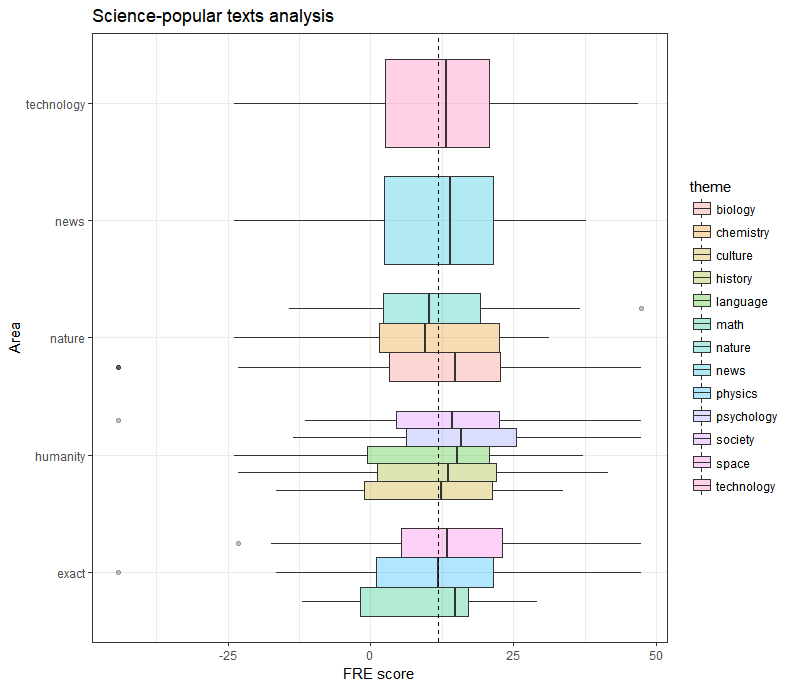 Science-popular texts analysis
technology
news
nature
humanity
exact
Area
-25 0 25 50
FRE score
theme
biology
chemistry
culture
history
language
math
nature
news
physics
psychology
society
space
technology